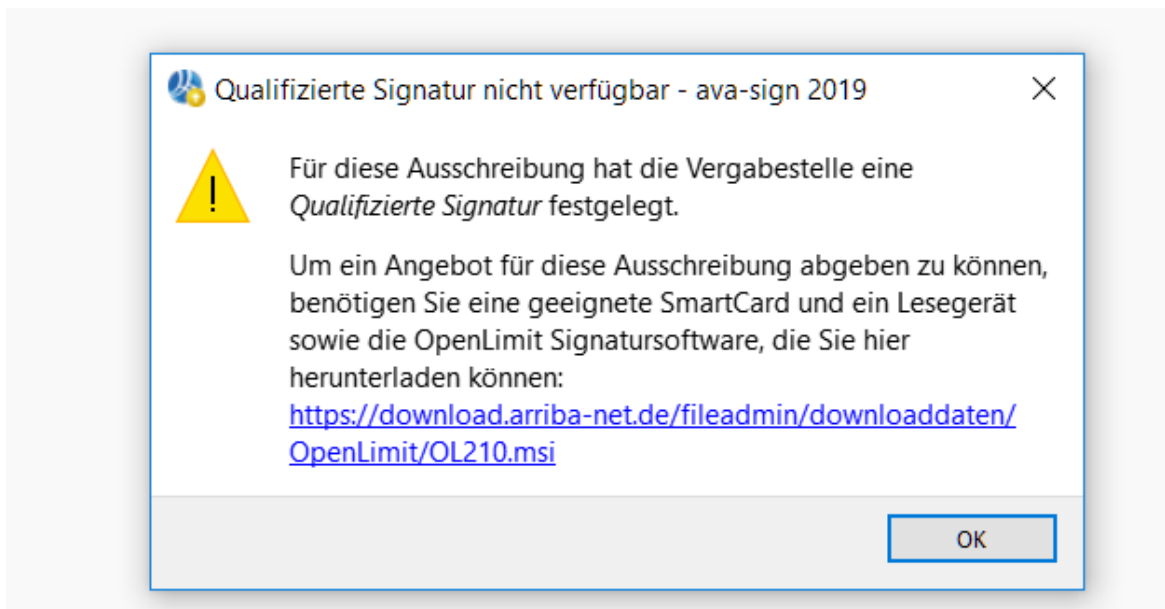 Qualifizierte Signatur nicht verfügbar - ava-sign 2019
Für diese Ausschreibung hat die Vergabestelle eine
Qualifizierte Signatur festgelegt.
Um ein Angebot für diese Ausschreibung abgeben zu können,
benötigen Sie eine geeignete SmartCard und ein Lesegerät
sowie die OpenLimit Signatursoftware, die Sie hier
herunterladen können:
https://download.arriba-net.de/fileadmin/downloaddaten/
OpenLimit/OL210.msi
OK